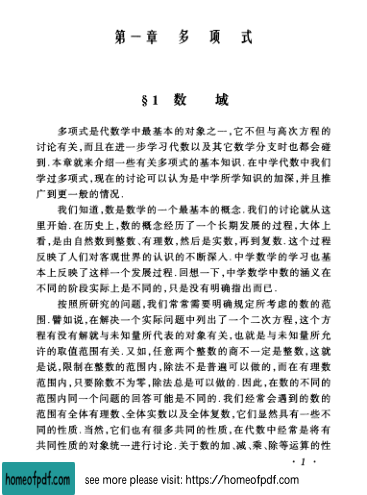 第一章 多项式
§1 数域
多项式是代数学中最基本的对象之一,它不但与高次方程的
讨论有关,而且在进一步学习代数以及其它数学分支时也都会碰
到.本章就来介绍一些有关多项式的基本知识.在中学代数中我们
学过多项式,现在的讨论可以认为是中学所学知识的加深,并且推
广到更一般的情况.
我们知道,数是数学的一个最基本的概念.我们的讨论就从这
里开始.在历史上,数的概念经历了一个长期发展的过程,大体上
看,是由自然数到整数、有理数,然后是实数,再到复数.这个过程
反映了人们对客观世界的认识的不断深入.中学数学的学习也基
本上反映了这样一个发展过程.回想一下,中学数学中数的涵义在
不同的阶段实际上是不同的,只是没有明确指出而已.
按照所研究的问题,我们常常需要明确规定所考虑的数的范
围.譬如说,在解决一个实际问题中列出了一个二次方程,这个方
程有没有解就与未知量所代表的对象有关,也就是与未知量所允
许的取值范围有关.又如,任意两个整数的商不一定是整数,这就
是说,限制在整数的范围内,除法不是普遍可以做的,而在有理数
范围内,只要除数不为零,除法总是可以做的.因此,在数的不同的
范围内同一个问题的回答可能是不同的.我们经常会遇到的数的
范围有全体有理数、全体实数以及全体复数,它们显然具有一些不
同的性质.当然,它们也有很多共同的性质,在代数中经常是将有
共同性质的对象统一进行讨论.关于数的加、减、乘、除等运算的性
· 1 ·
homeofpdf.com
see more please visit: https://homeofpdf.com